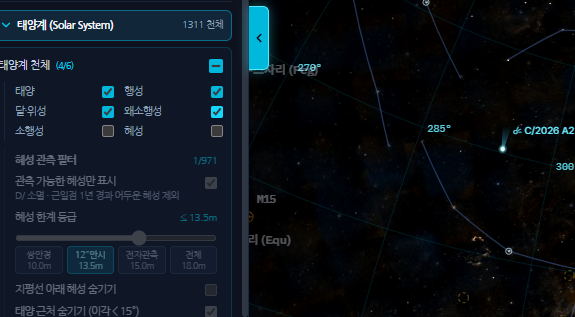 태양계 (Solar System) 1311 천체
태양계 천체 (4/6)
태양 행성
달·위성 왜소행성
소행성 혜성
혜성 관측 필터 1/971
관측 가능한 혜성만 표시
D/ 소멸 · 근일점 1년 경과 어두운 혜성 제외
혜성 한계 등급 ≤ 13.5m
쌍안경 12"안시 전자관측 전체
10.0m 13.5m 15.0m 18.0m
지평선 아래 혜성 숨기기
태양 근처 숨기기 (이각 < 15°)
270°
285°
C/2026 A2
300
M15
리 (Equ)